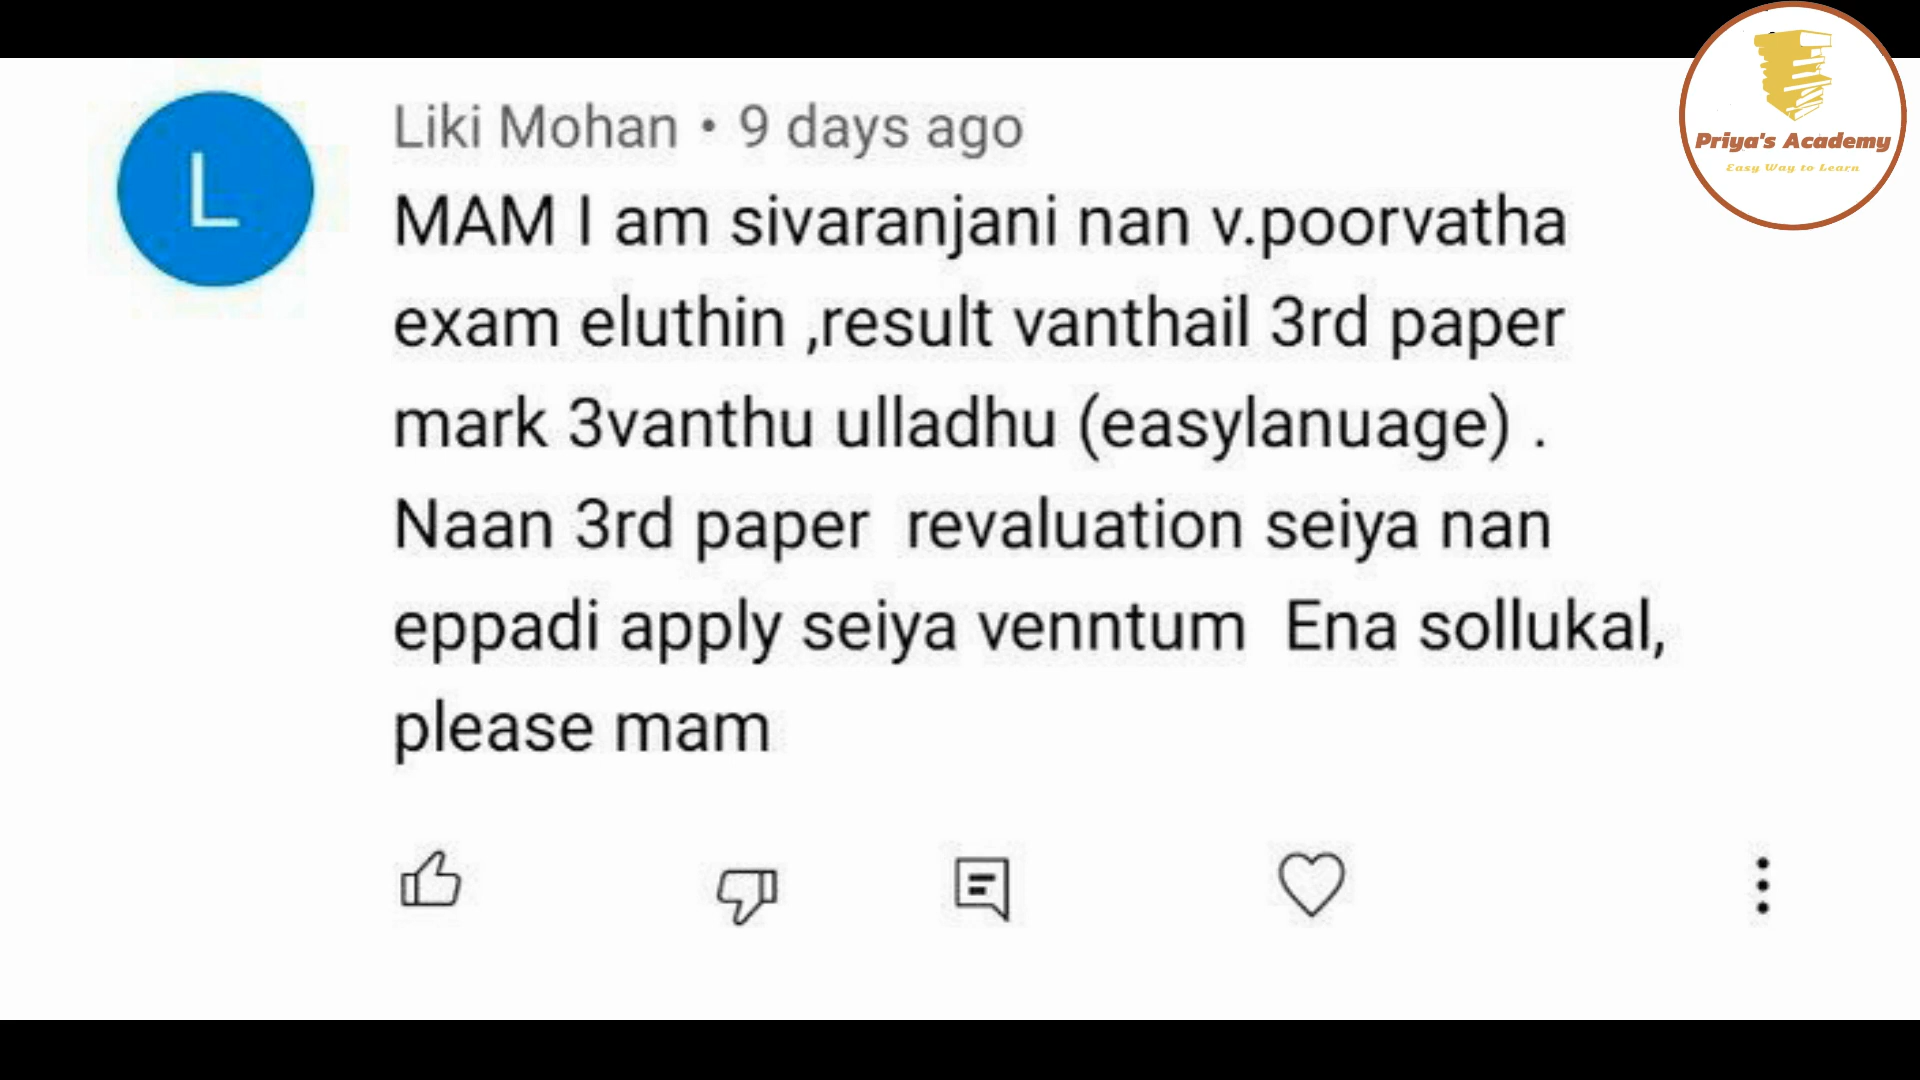 Priya's Academy
Easy Way to Learn
L
Liki Mohan • 9 days ago
MAM I am sivaranjani nan v.poorvatha
exam eluthin ,result vanthail 3rd paper
mark 3vanthu ulladhu (easylanuage) .
Naan 3rd paper  revaluation seiya nan
eppadi apply seiya venntum  Ena sollukal,
please mam